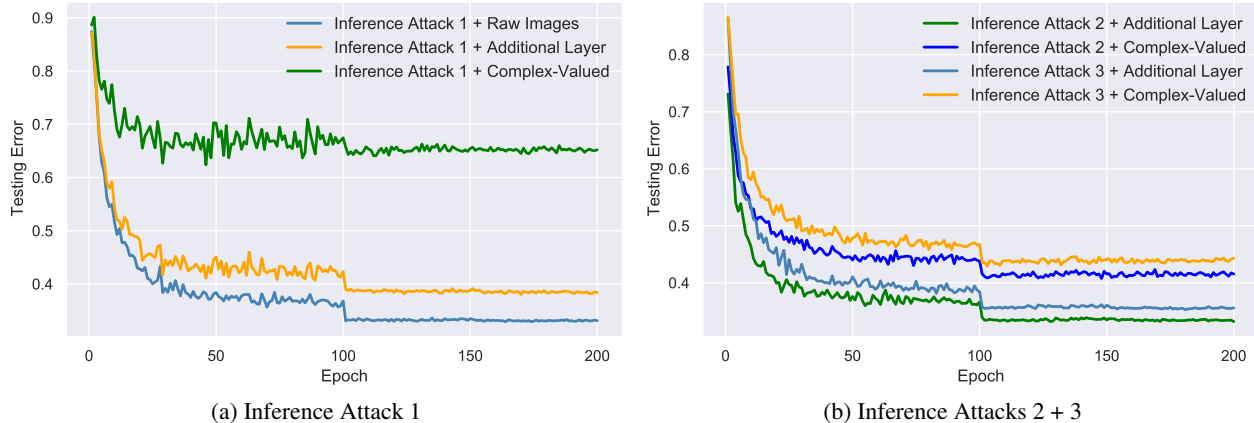 Inference Attack 1 + Raw Images
Inference Attack 1 + Additional Layer
Inference Attack 1 + Complex-Valued
0.9
0.8
0.7
0.6
0.5
0.4
Testing Error
0 50 100 150 200
Epoch
(a) Inference Attack 1
Inference Attack 2 + Additional Layer
Inference Attack 2 + Complex-Valued
Inference Attack 3 + Additional Layer
Inference Attack 3 + Complex-Valued
0.8
0.7
0.6
0.5
0.4
Testing Error
0 50 100 150 200
Epoch
(b) Inference Attacks 2 + 3